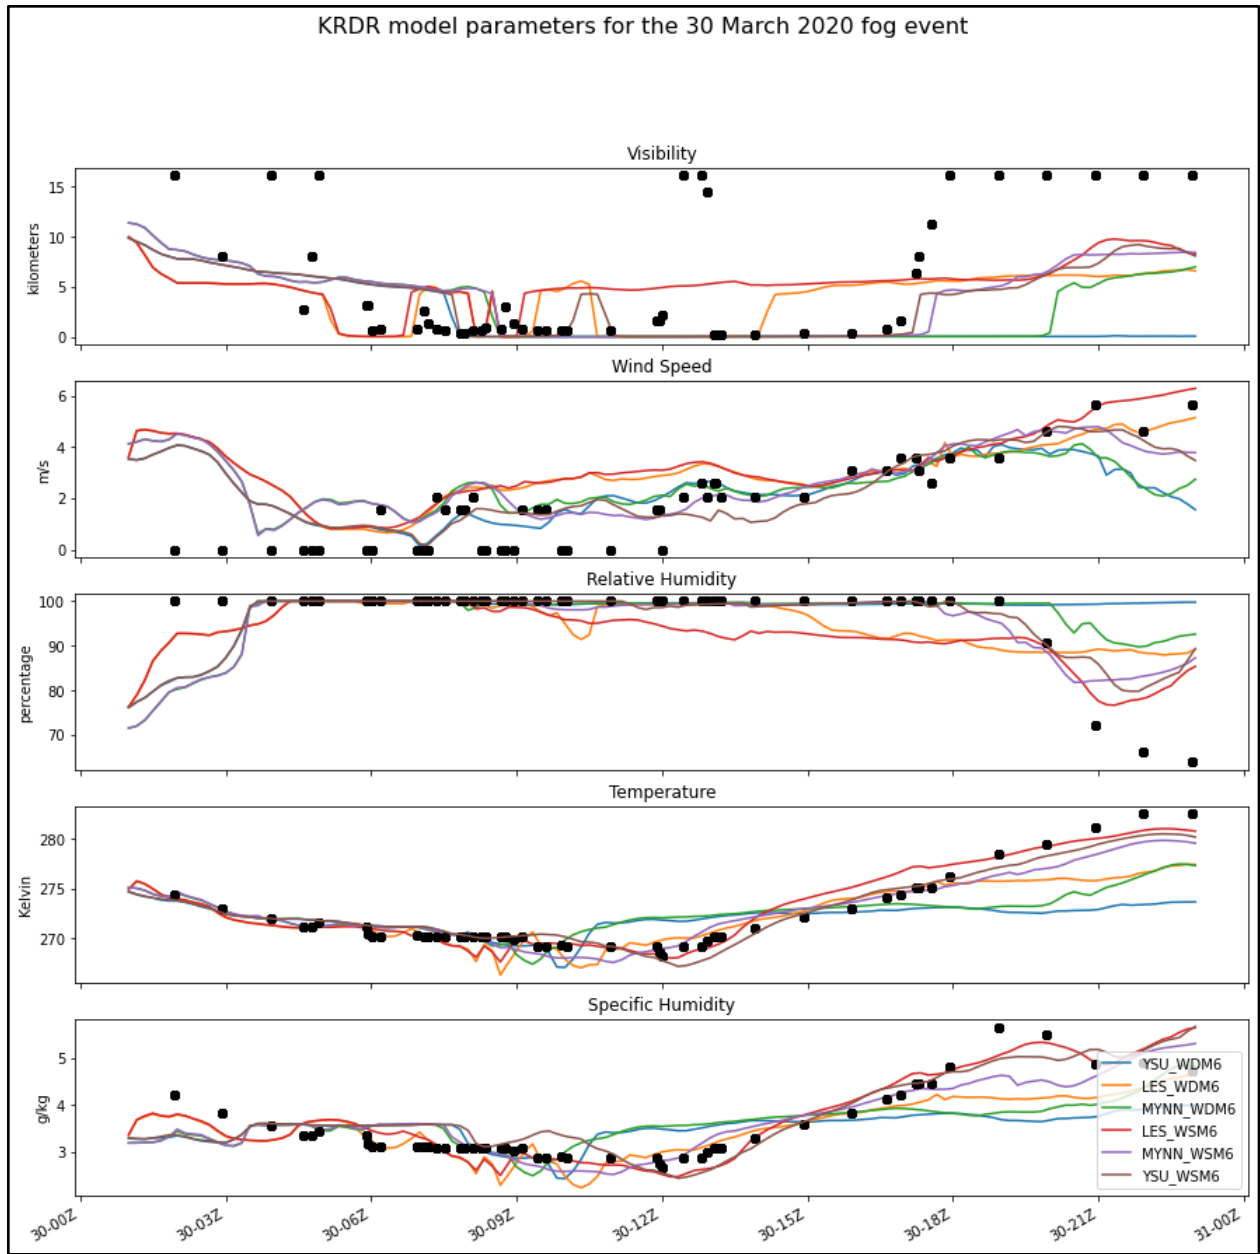 KRDR model parameters for the 30 March 2020 fog event
Visibility
15
10
5
0
kilometers
Wind Speed
6
4
2
0
m/s
Relative Humidity
100
90
80
70
percentage
Temperature
280
275
270
Kelvin
Specific Humidity
5
4
3
g/kg
YSU_WDM6
LES_WDM6
MYNN_WDM6
LES_WSM6
MYNN_WSM6
YSU_WSM6
30-00Z
30-03Z
30-06Z
30-09Z
30-12Z
30-15Z
30-18Z
30-21Z
31-00Z